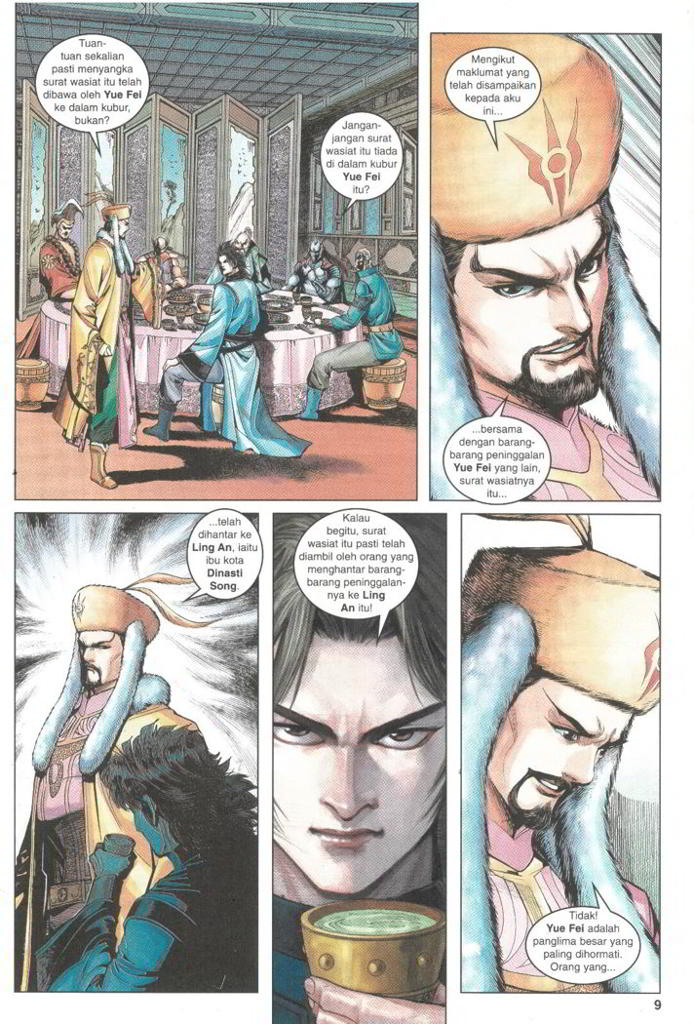 Tuan-
tuan sekalian
pasti menyangka
surat wasiat itu telah
dibawa oleh Yue Fei
ke dalam kubur,
bukan?
Jangan-
jangan surat
wasiat itu tiada
di dalam kubur
Yue Fei
itu?
Mengikut
maklumat yang
telah disampaikan
kepada aku
ini...
...bersama
dengan barang-
barang peninggalan
Yue Fei yang lain,
surat wasiatnya
itu...
...telah
dihantar ke
Ling An, iaitu
ibu kota
Dinasti
Song.
Kalau
begitu, surat
wasiat itu pasti telah
diambil oleh orang yang
menghantar barang-
barang peninggalan-
nya ke Ling
An itu!
Tidak!
Yue Fei adalah
panglima besar yang
paling dihormati.
Orang yang...
9